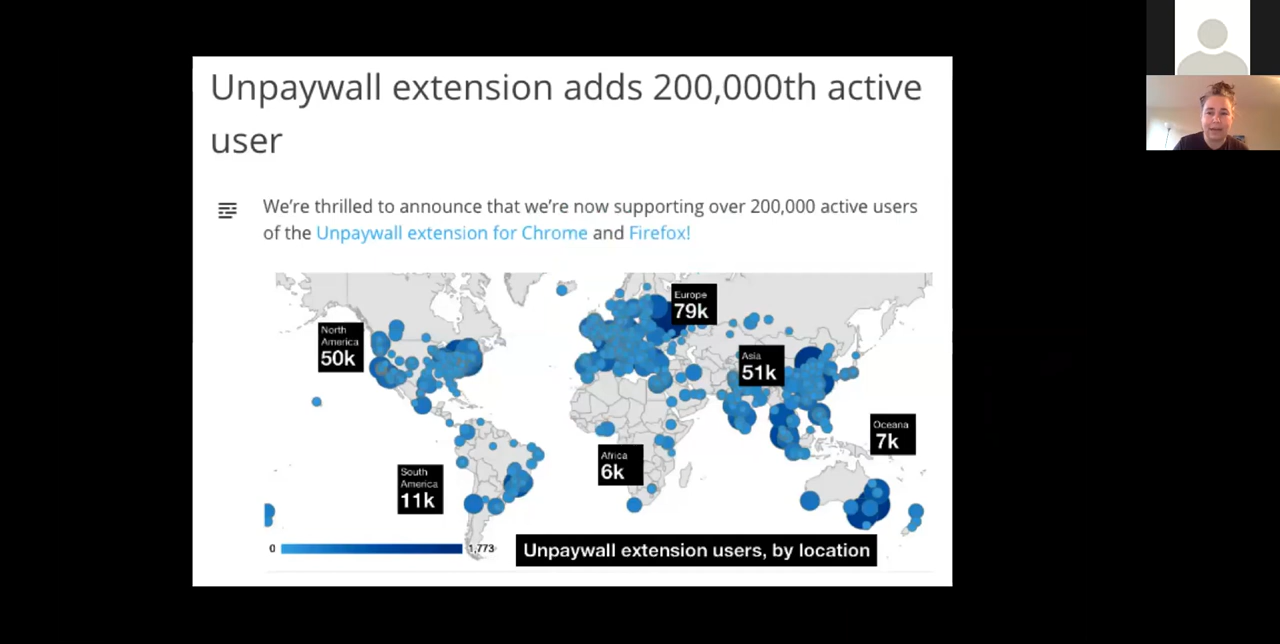 Unpaywall extension adds 200,000th active
user
We’re thrilled to announce that we’re now supporting over 200,000 active users
of the Unpaywall extension for Chrome and Firefox!
Europe
79k
North
America
50k
Asia
51k
Oceana
7k
Africa
6k
South
America
11k
0
1,773
Unpaywall extension users, by location